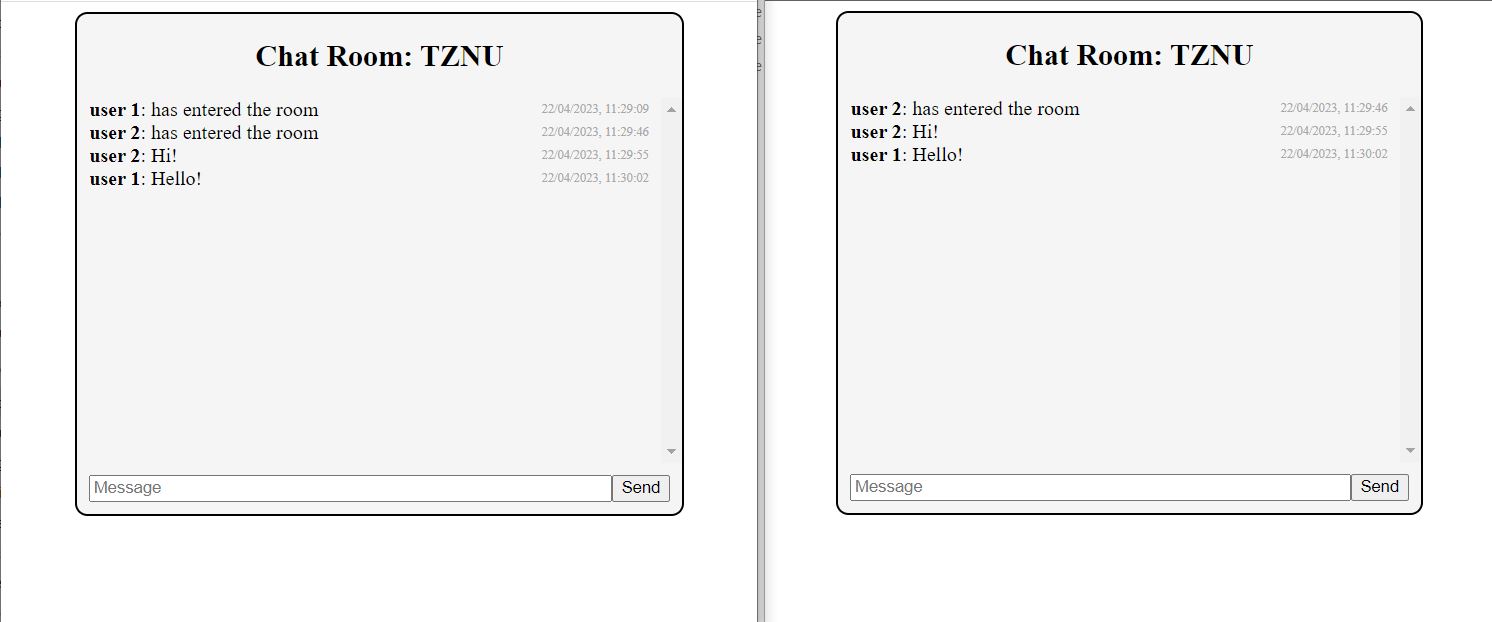 Chat Room: TZNU
user 1: has entered the room 22/04/2023, 11:29:09
user 2: has entered the room 22/04/2023, 11:29:46
user 2: Hi! 22/04/2023, 11:29:55
user 1: Hello! 22/04/2023, 11:30:02
Message Send
Chat Room: TZNU
user 2: has entered the room 22/04/2023, 11:29:46
user 2: Hi! 22/04/2023, 11:29:55
user 1: Hello! 22/04/2023, 11:30:02
Message Send